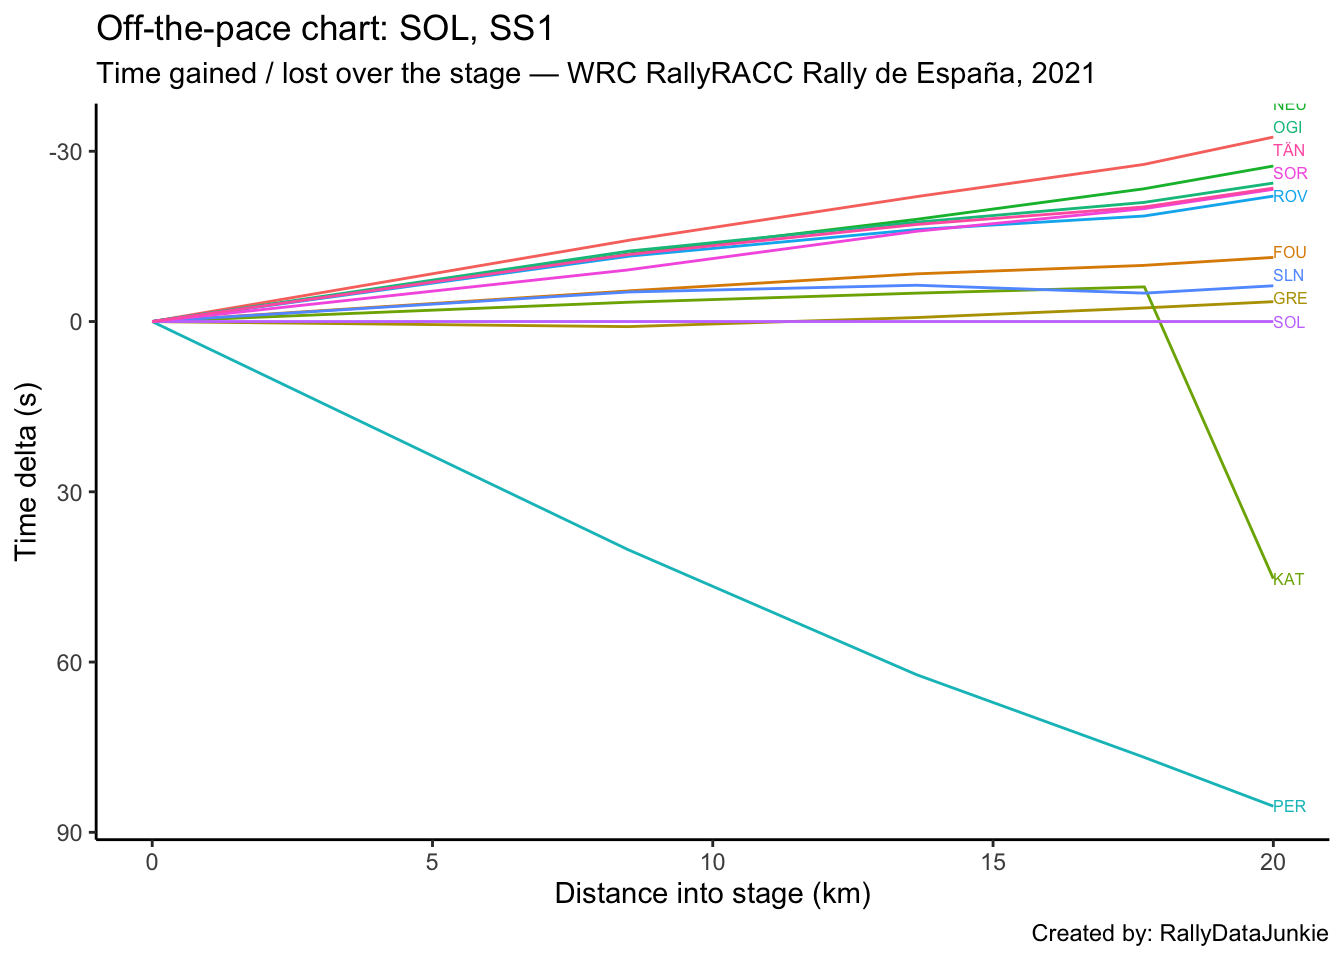 Off-the-pace chart: SOL, SS1
Time gained / lost over the stage — WRC RallyRACC Rally de España, 2021
NEU
OGI
TÄN
SOR
ROV
FOU
SLN
GRE
SOL
KAT
PER
-30
0
30
60
90
Time delta (s)
0 5 10 15 20
Distance into stage (km)
Created by: RallyDataJunkie